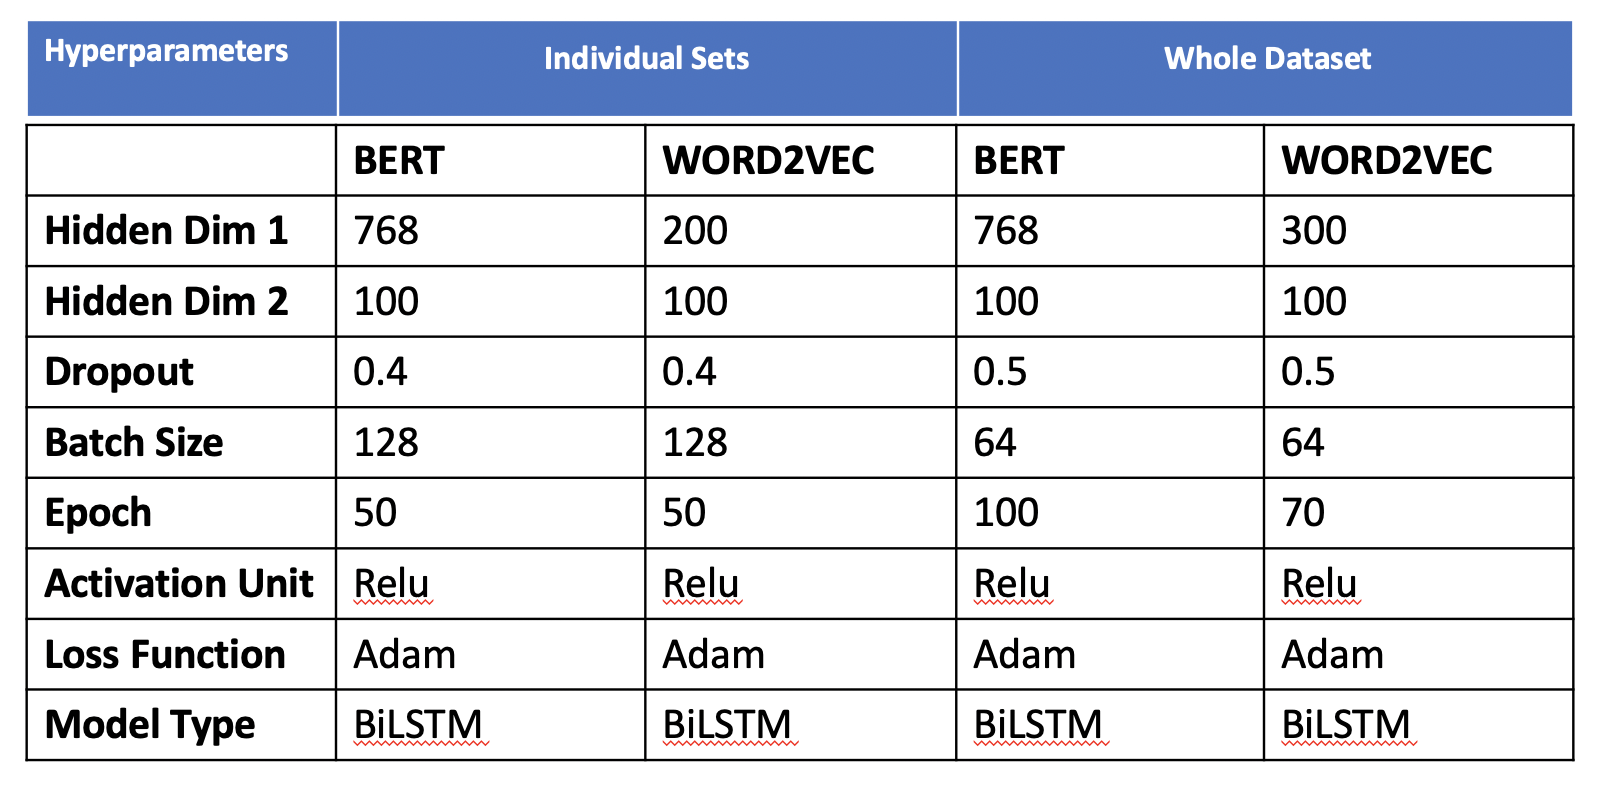 Hyperparameters Individual Sets Whole Dataset
BERT WORD2VEC BERT WORD2VEC
Hidden Dim 1 768 200 768 300
Hidden Dim 2 100 100 100 100
Dropout 0.4 0.4 0.5 0.5
Batch Size 128 128 64 64
Epoch 50 50 100 70
Activation Unit Relu Relu Relu Relu
Loss Function Adam Adam Adam Adam
Model Type BiLSTM BiLSTM BiLSTM BiLSTM